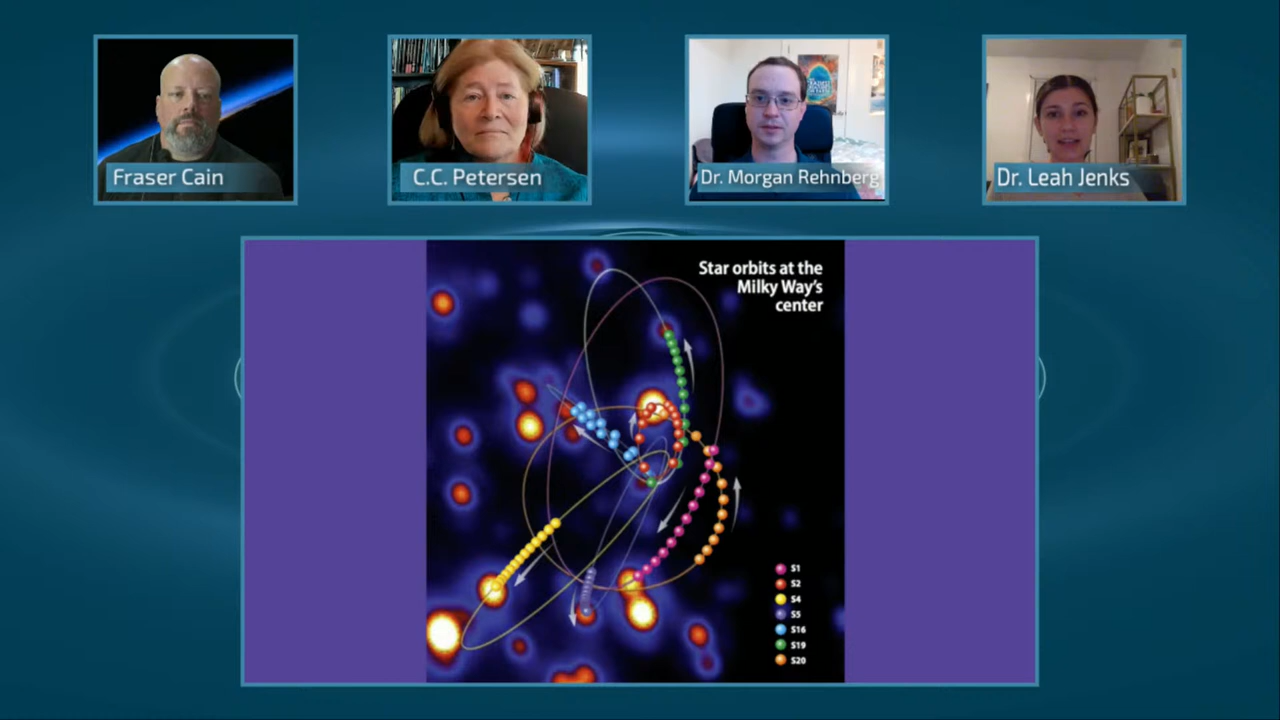 Fraser Cain
C.C. Petersen
Dr. Morgan Rehnberg
Dr. Leah Jenks
Star orbits at the
Milky Way's
center
S1
S2
S4
S5
S16
S19
S20